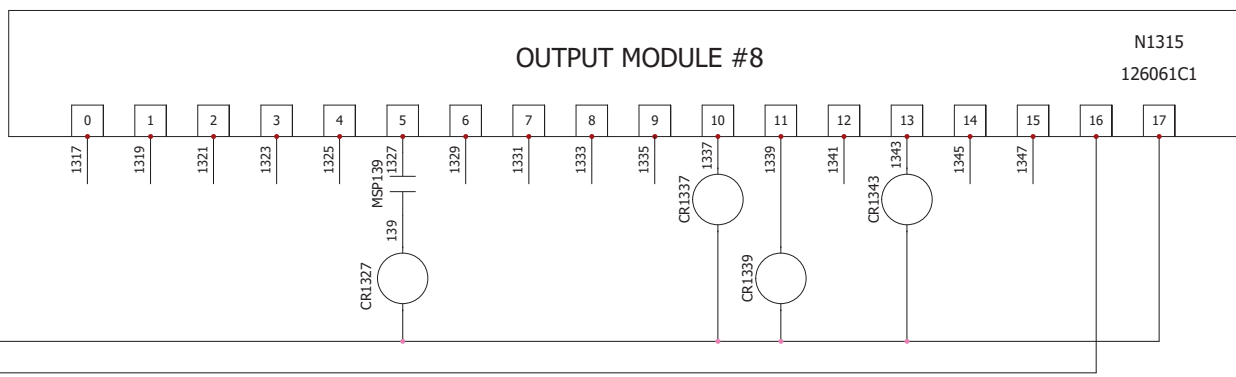 N1315
OUTPUT MODULE #8
126061C1
0 1 2 3 4 5 6 7 8 9 10 11 12 13 14 15 16 17
1317 1319 1321 1323 1325 1327 1329 1331 1333 1335 1337 1339 1341 1343 1345 1347
MSP139
CR1337
CR1343
139
CR1327
CR1339